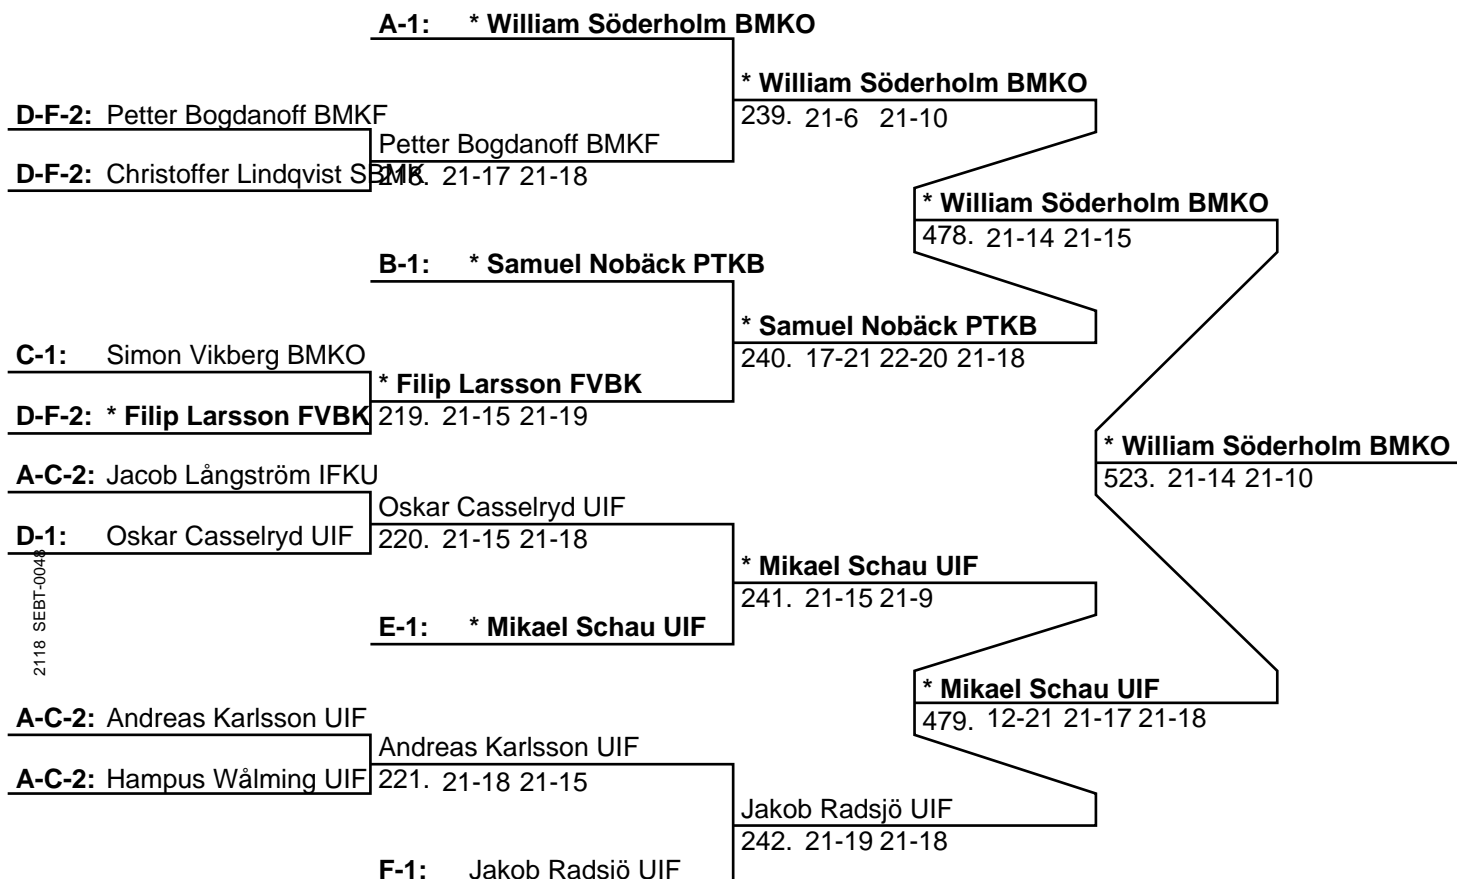 A-1: * William Söderholm BMKO
* William Söderholm BMKO
D-F-2: Petter Bogdanoff BMKF
239. 21-6 21-10
Petter Bogdanoff BMKF
D-F-2: Christoffer Lindqvist SBMK
218. 21-17 21-18
* William Söderholm BMKO
478. 21-14 21-15
B-1: * Samuel Nobäck PTKB
* Samuel Nobäck PTKB
C-1: Simon Vikberg BMKO
240. 17-21 22-20 21-18
* Filip Larsson FVBK
D-F-2: * Filip Larsson FVBK
219. 21-15 21-19
* William Söderholm BMKO
523. 21-14 21-10
A-C-2: Jacob Långström IFKU
Oskar Casselryd UIF
D-1: Oskar Casselryd UIF
220. 21-15 21-18
* Mikael Schau UIF
241. 21-15 21-9
E-1: * Mikael Schau UIF
2118 SEBT-0048
* Mikael Schau UIF
479. 12-21 21-17 21-18
A-C-2: Andreas Karlsson UIF
Andreas Karlsson UIF
A-C-2: Hampus Wålming UIF
221. 21-18 21-15
Jakob Radsjö UIF
242. 21-19 21-18
F-1: Jakob Radsjö UIF